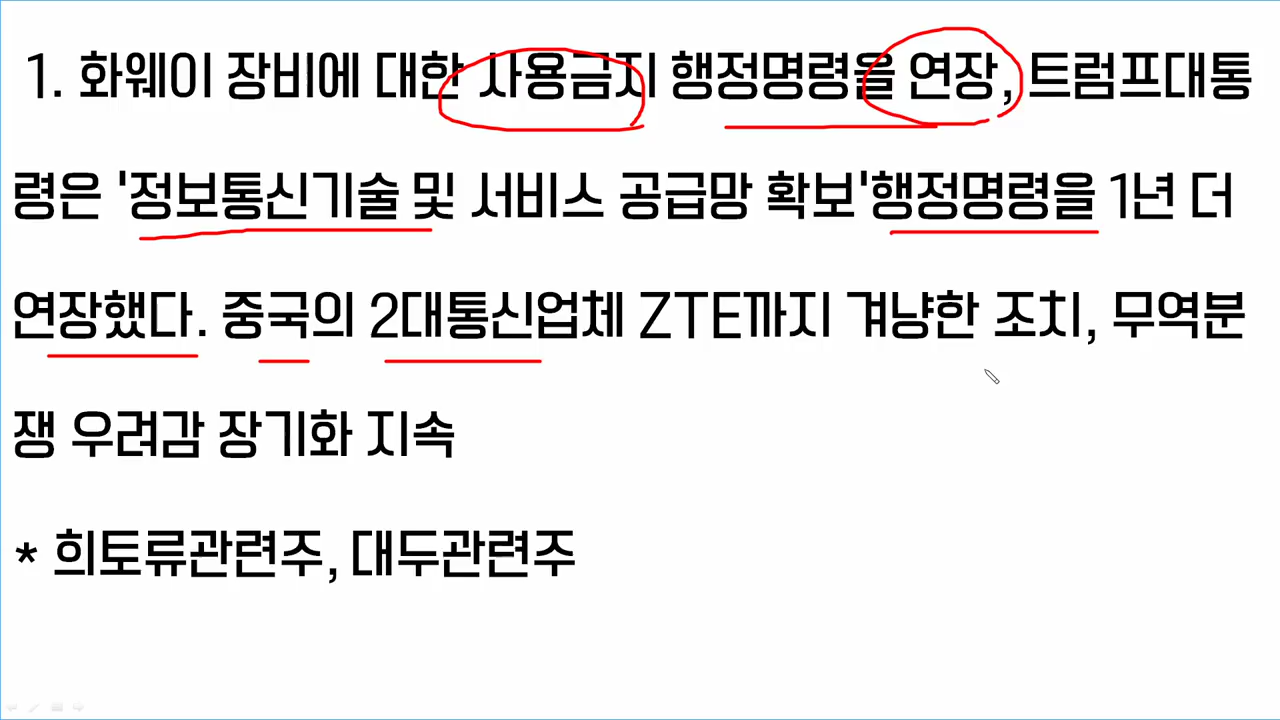 1. 화웨이 장비에 대한 사용금지 행정명령을 연장, 트럼프대통
령은 '정보통신기술 및 서비스 공급망 확보'행정명령을 1년 더
연장했다. 중국의 2대통신업체 ZTE까지 겨냥한 조치, 무역분
쟁 우려감 장기화 지속
* 희토류관련주, 대두관련주